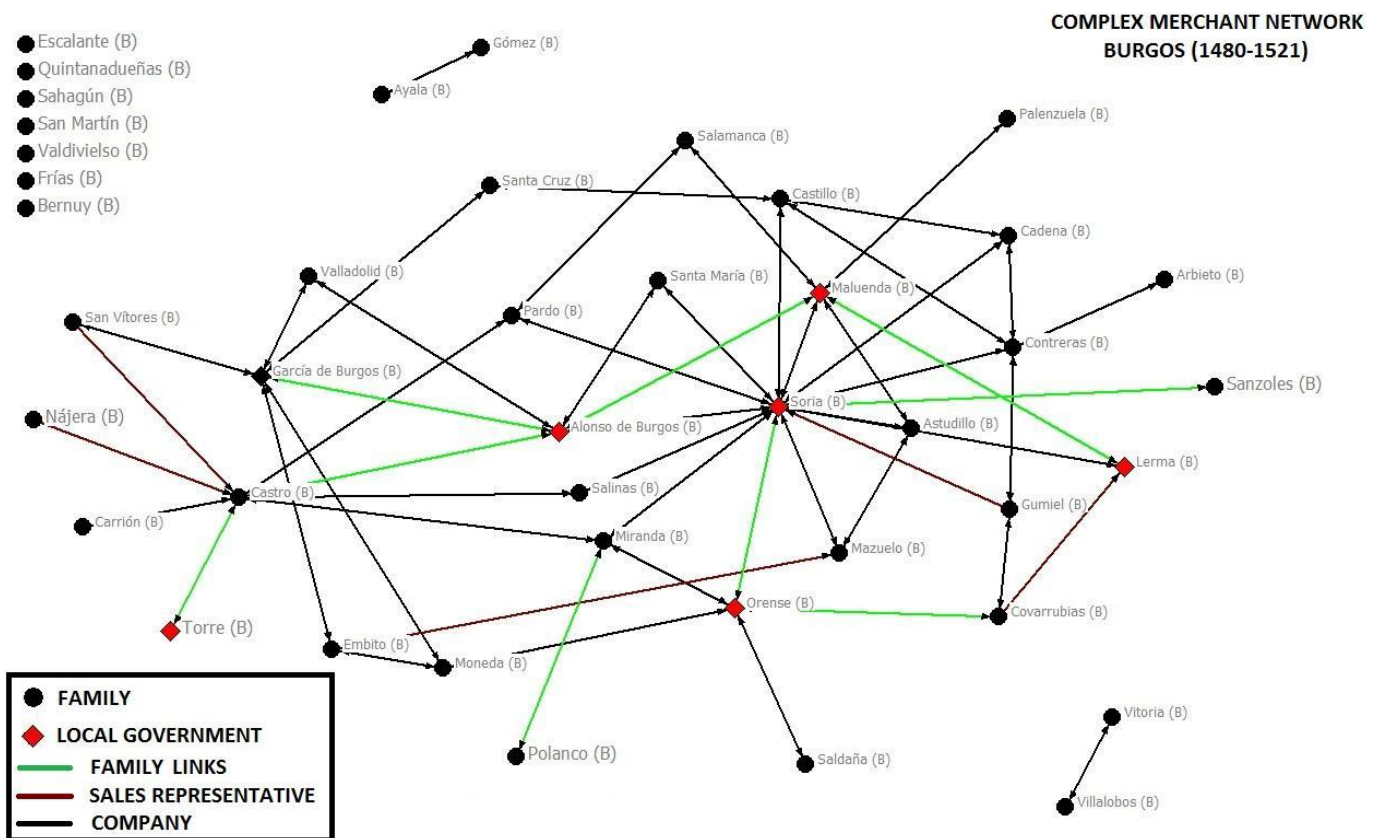 COMPLEX MERCHANT NETWORK
BURGOS (1480-1521)
Escalante (B)
Quintanadueñas (B)
Sahagún (B)
San Martín (B)
Valdivielso (B)
Frías (B)
Bernuy (B)
Gómez (B)
Ayala (B)
Palenzuela (B)
Salamanca (B)
Santa Cruz (B)
Castillo (B)
Cadena (B)
Valladolid (B)
Santa María (B)
Maluenda (B)
Arbieto (B)
San Vítores (B)
Pardo (B)
Contreras (B)
García de Burgos (B)
Sanzoles (B)
Nájera (B)
Alonso de Burgos (B)
Soria (B)
Astudillo (B)
Lerma (B)
Castro (B)
Salinas (B)
Gumiel (B)
Carrión (B)
Miranda (B)
Mazuelo (B)
Orense (B)
Covarrubias (B)
Torre (B)
Embito (B)
Moneda (B)
Vitoria (B)
Polanco (B)
Saldaña (B)
Villalobos (B)
FAMILY
LOCAL GOVERNMENT
FAMILY LINKS
SALES REPRESENTATIVE
COMPANY